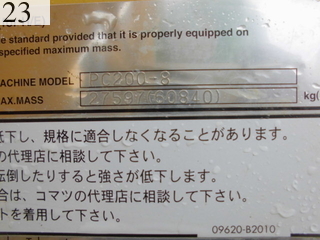 23
e standard provided that it is properly equipped on
specified maximum mass.
ACHINE MODEL PC200-8
AX.MASS kg(
低下し、規格に適合しなくなることがあります。
の代理店に相談して下さい。
転倒したりすると強さが低下します。
合は、コマツの代理店に相談して下さい。
トを着用して下さい。
09620-B2010